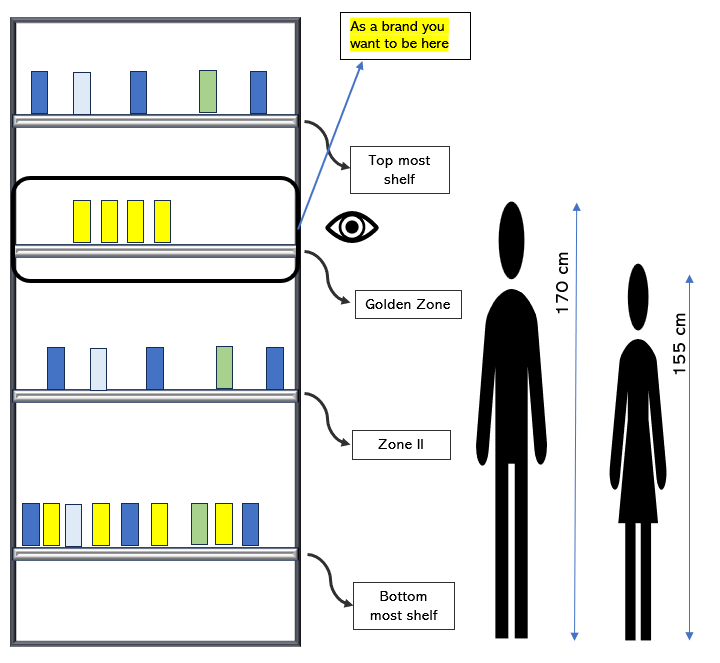 As a brand you
want to be here
Top most
shelf
Golden Zone
170 cm
155 cm
Zone II
Bottom
most shelf